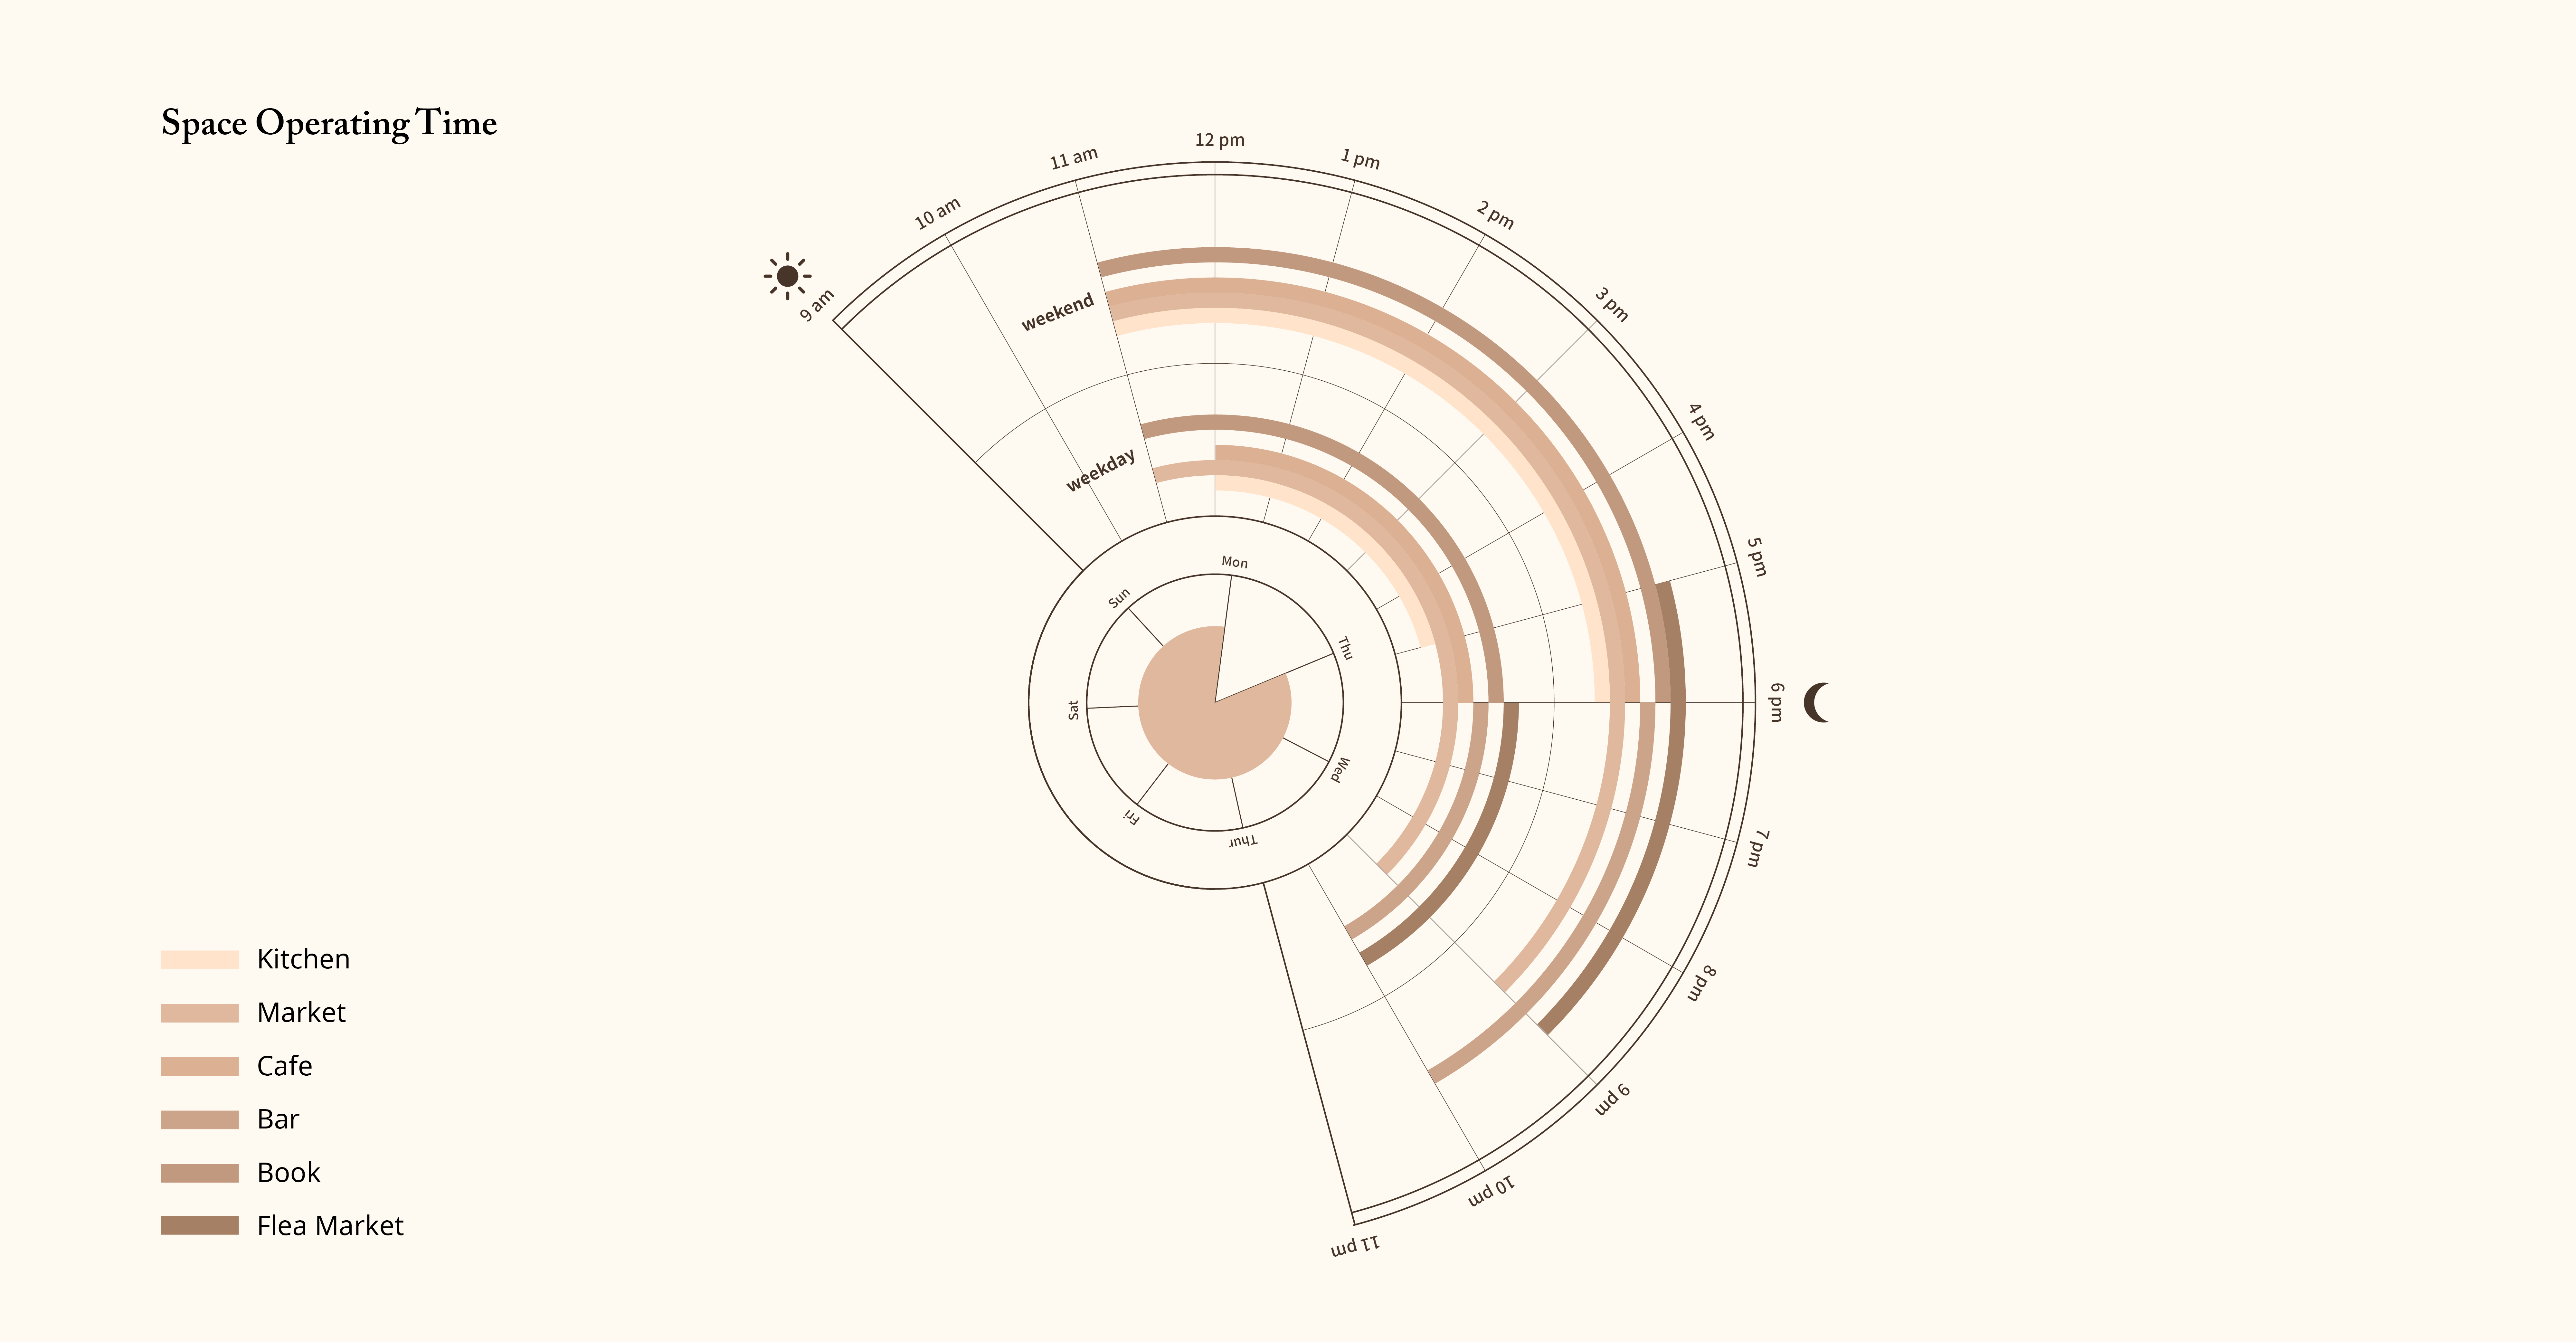 Space Operating Time
9 am
10 am
11 am
12 pm
1 pm
2 pm
3 pm
4 pm
5 pm
6 pm
7 pm
8 pm
9 pm
10 pm
11 pm
weekend
weekday
Mon
Thu
Wed
Thur
Fri
Sat
Sun
Kitchen
Market
Cafe
Bar
Book
Flea Market